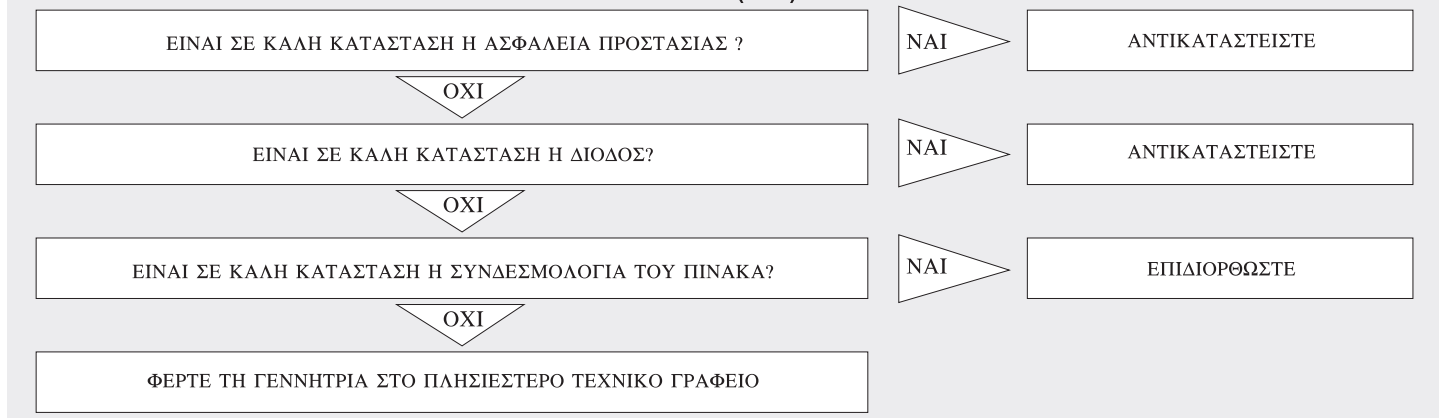 ΕΙΝΑΙ ΣΕ ΚΑΛΗ ΚΑΤΑΣΤΑΣΗ Η ΑΣΦΑΛΕΙΑ ΠΡΟΣΤΑΣΙΑΣ ? ΝΑΙ ΑΝΤΙΚΑΤΑΣΤΕΙΣΤΕ
ΟΧΙ
ΕΙΝΑΙ ΣΕ ΚΑΛΗ ΚΑΤΑΣΤΑΣΗ Η ΔΙΟΔΟΣ? ΝΑΙ ΑΝΤΙΚΑΤΑΣΤΕΙΣΤΕ
ΟΧΙ
ΕΙΝΑΙ ΣΕ ΚΑΛΗ ΚΑΤΑΣΤΑΣΗ Η ΣΥΝΔΕΣΜΟΛΟΓΙΑ ΤΟΥ ΠΙΝΑΚΑ? ΝΑΙ ΕΠΙΔΙΟΡΘΩΣΤΕ
ΟΧΙ
ΦΕΡΤΕ ΤΗ ΓΕΝΝΗΤΡΙΑ ΣΤΟ ΠΛΗΣΙΕΣΤΕΡΟ ΤΕΧΝΙΚΟ ΓΡΑΦΕΙΟ